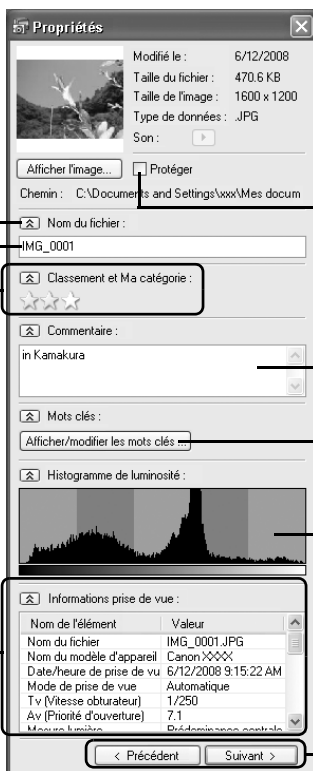 Propriétés
Modifié le : 6/12/2008
Taille du fichier : 470.6 KB
Taille de l'image : 1600 x 1200
Type de données : .JPG
Son :
Afficher l'image... Protéger
Chemin : C:\Documents and Settings\xxx\Mes docum
Nom du fichier :
IMG_0001
Classement et Ma catégorie :
Commentaire :
in Kamakura
Mots clés :
Afficher/modifier les mots clés ...
Histogramme de luminosité :
Informations prise de vue :
Nom de l'élément Valeur
Nom du fichier IMG_0001.JPG
Nom du modèle d'appareil Canon XXXX
Date/heure de prise de vu 6/12/2008 9:15:22 AM
Mode de prise de vue Automatique
Tv (Vitesse obturateur) 1/250
Av (Priorité d'ouverture) 7.1
Mesure lumière Prédominance centrale
< Précédent Suivant >